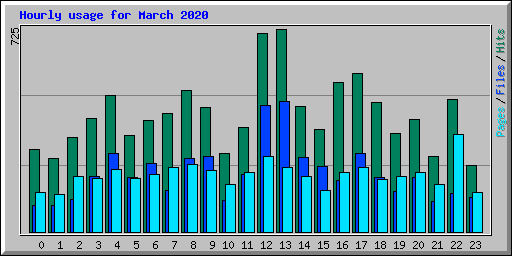 Hourly usage for March 2020
725
Pages / Files / Hits
0 1 2 3 4 5 6 7 8 9 10 11 12 13 14 15 16 17 18 19 20 21 22 23